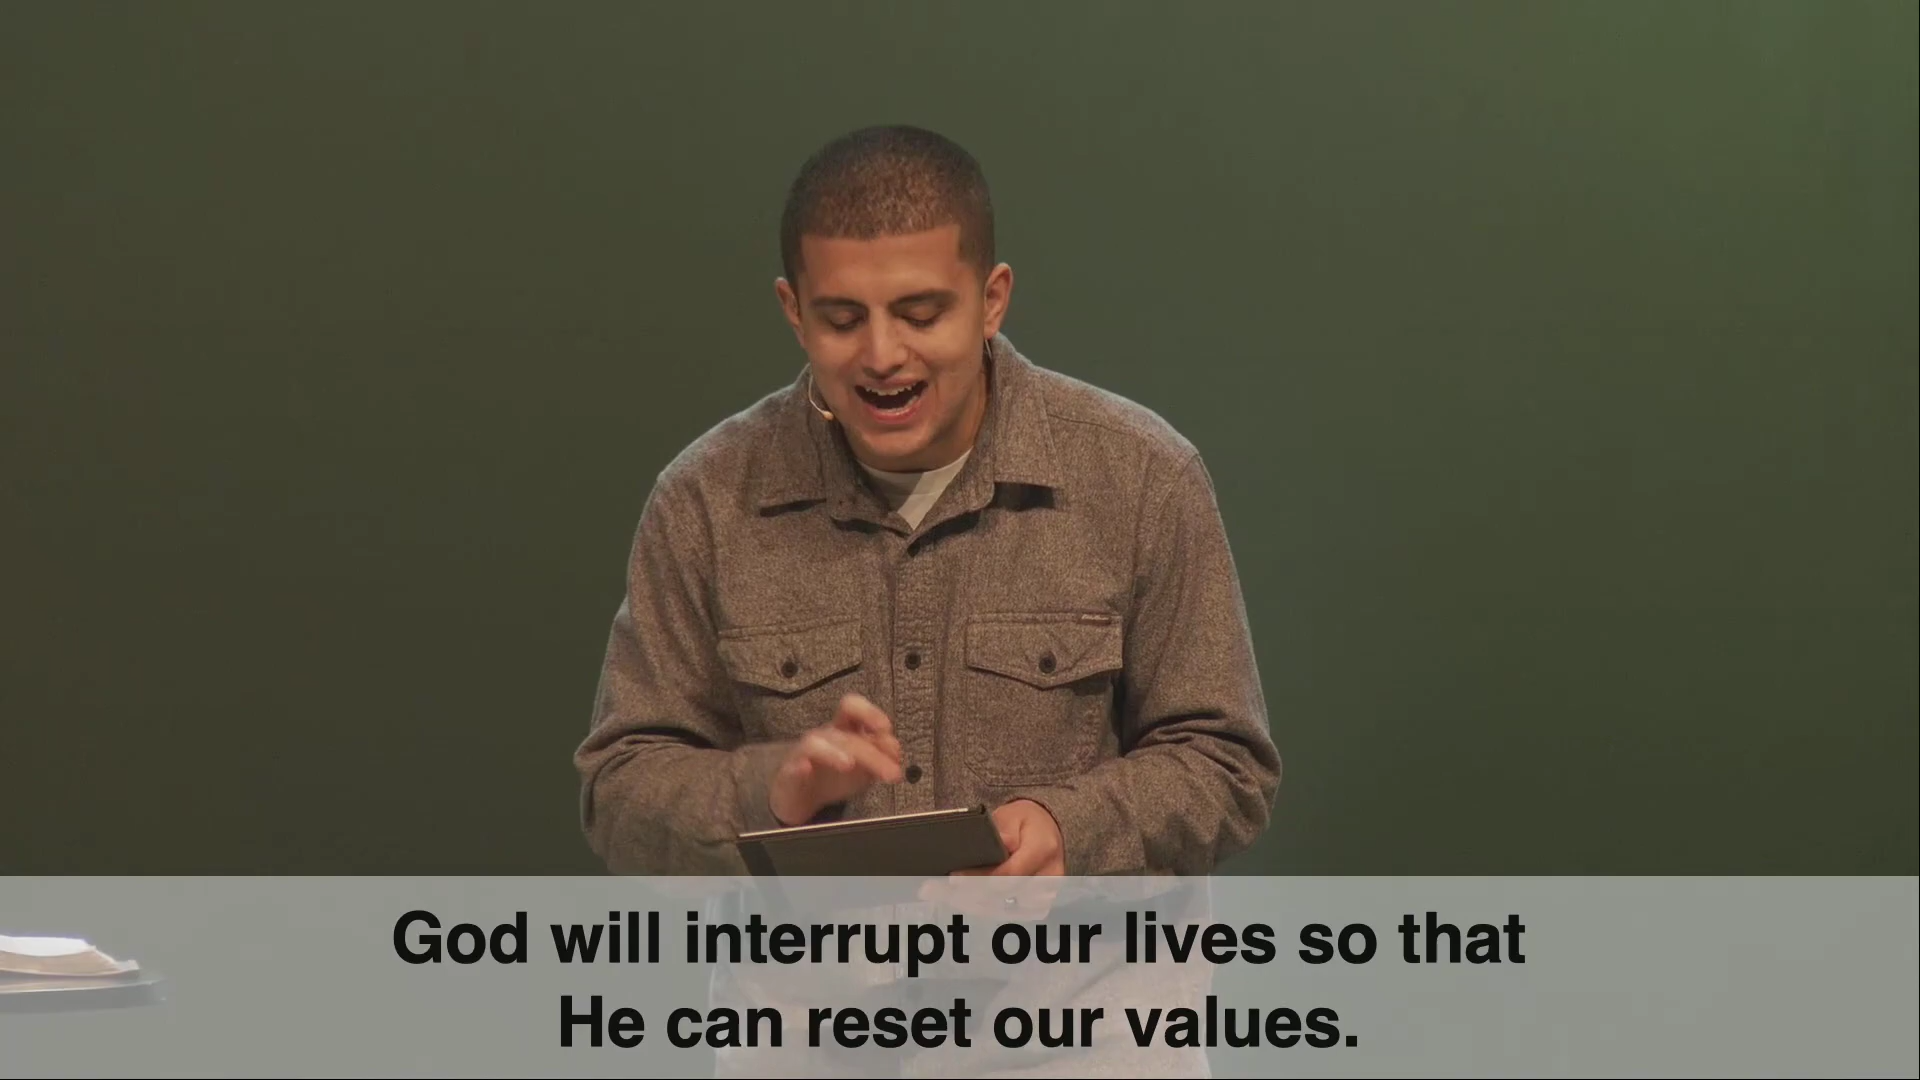 God will interrupt our lives so that
He can reset our values.